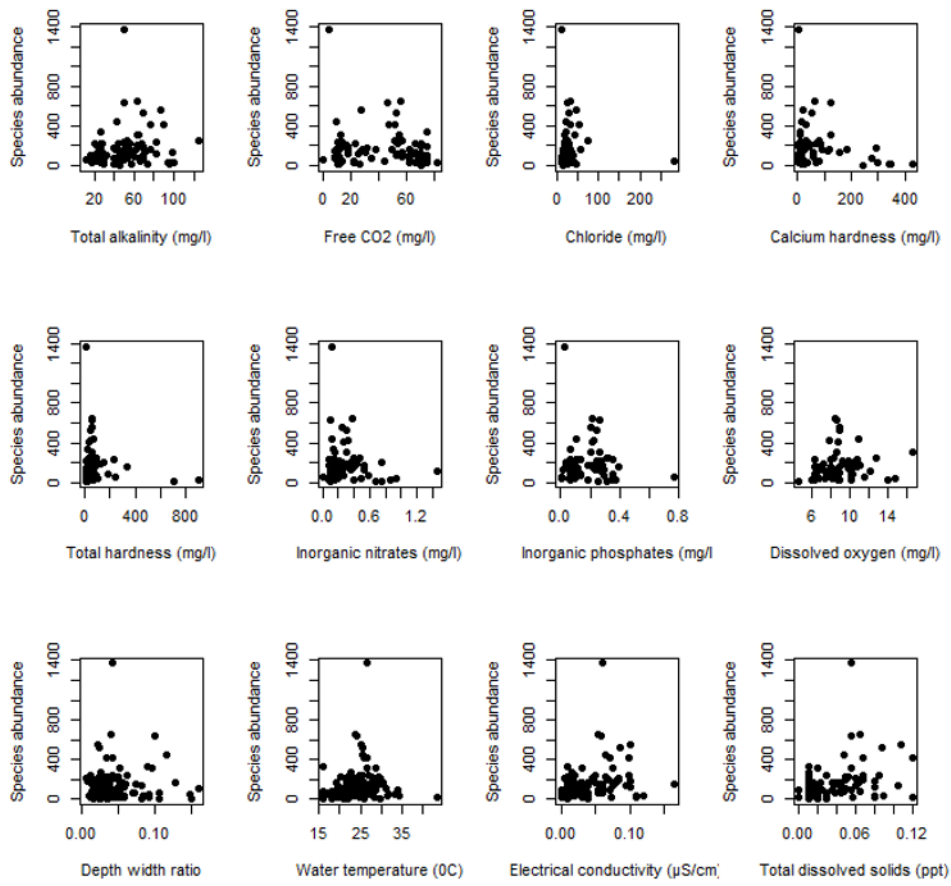 Species abundance
0 400 800 1400
20 60 100
Total alkalinity (mg/l)
Species abundance
0 400 800 1400
0 20 60
Free CO2 (mg/l)
Species abundance
0 400 800 1400
0 100 200
Chloride (mg/l)
Species abundance
0 400 800 1400
0 200 400
Calcium hardness (mg/l)
Species abundance
0 400 800 1400
0 400 800
Total hardness (mg/l)
Species abundance
0 400 800 1400
0.0 0.6 1.2
Inorganic nitrates (mg/l)
Species abundance
0 400 800 1400
0.0 0.4 0.8
Inorganic phosphates (mg/l
Species abundance
0 400 800 1400
6 10 14
Dissolved oxygen (mg/l)
Species abundance
0 400 800 1400
0.00 0.10
Depth width ratio
Species abundance
0 400 800 1400
15 25 35
Water temperature (0C)
Species abundance
0 400 800 1400
0.00 0.10
Electrical conductivity (µS/cm)
Species abundance
0 400 800 1400
0.00 0.06 0.12
Total dissolved solids (ppt)